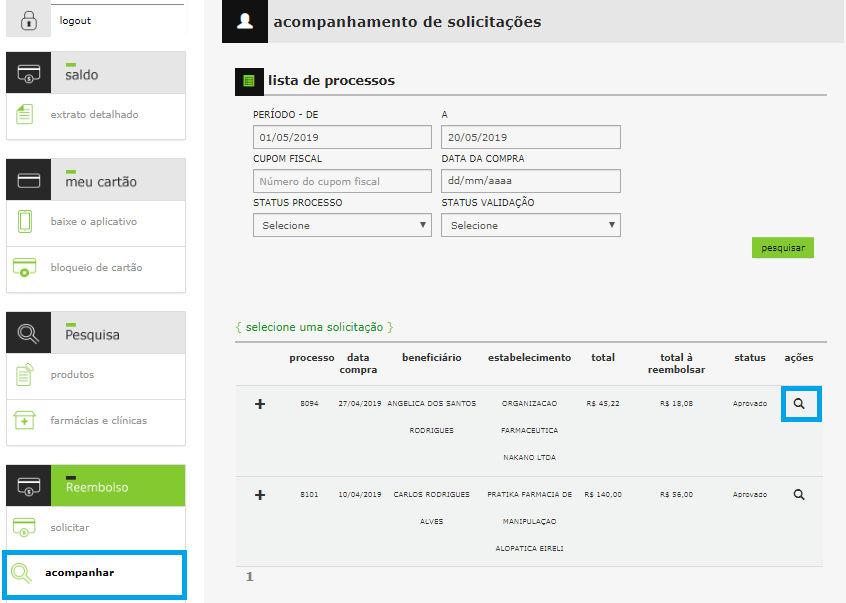 logout
saldo
extrato detalhado
meu cartão
baixe o aplicativo
bloqueio de cartão
Pesquisa
produtos
farmácias e clínicas
Reembolso
solicitar
acompanhar
acompanhamento de solicitações
lista de processos
PERÍODO - DE A
01/05/2019 20/05/2019
CUPOM FISCAL DATA DA COMPRA
Número do cupom fiscal dd/mm/aaaa
STATUS PROCESSO STATUS VALIDAÇÃO
Selecione Selecione
pesquisar
{ selecione uma solicitação }
processo data beneficiário estabelecimento total total à status ações
compra reembolsar
+ 8094 27/04/2019 ANGELICA DOS SANTOS ORGANIZACAO R$ 45,22 R$ 18,08 Aprovado
RODRIGUES FARMACEUTICA
NAKANO LTDA
+ 8101 10/04/2019 CARLOS RODRIGUES PRATIKA FARMACIA DE R$ 140,00 R$ 56,00 Aprovado
ALVES MANIPULAÇAO
ALOPATICA EIRELI
1